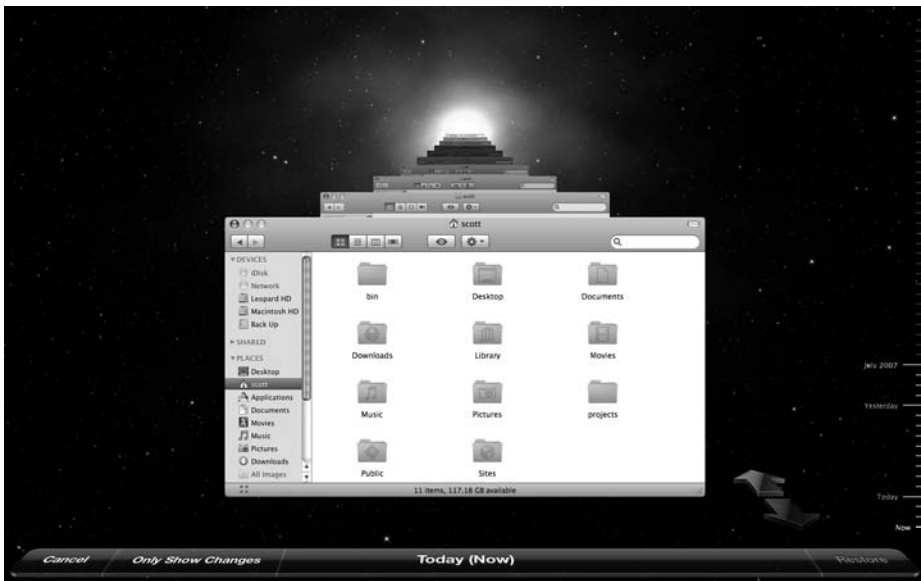 scott
DEVICES
iDisk
Network
Leopard HD
Macintosh HD
Back Up
SHARED
PLACES
Desktop
scott
Applications
Documents
Movies
Music
Pictures
Downloads
All Images
bin
Desktop
Documents
Downloads
Library
Movies
Music
Pictures
projects
Public
Sites
11 items, 117.18 GB available
July 2007
Yesterday
Today
Now
Cancel
Only Show Changes
Today (Now)
Restore